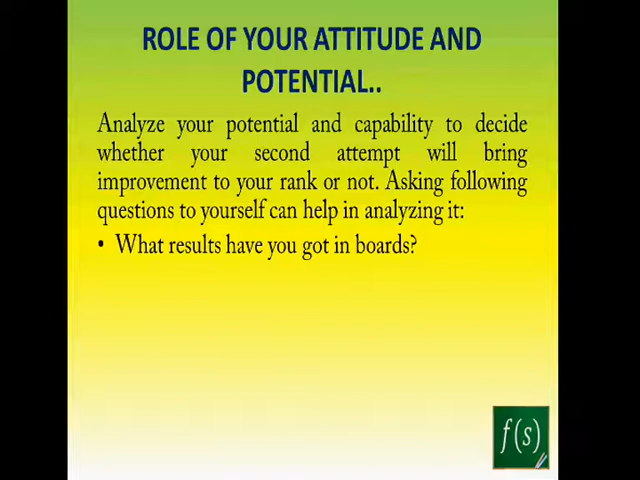 ROLE OF YOUR ATTITUDE AND
POTENTIAL..
Analyze your potential and capability to decide
whether your second attempt will bring
improvement to your rank or not. Asking following
questions to yourself can help in analyzing it:
• What results have you got in boards?
f(s)